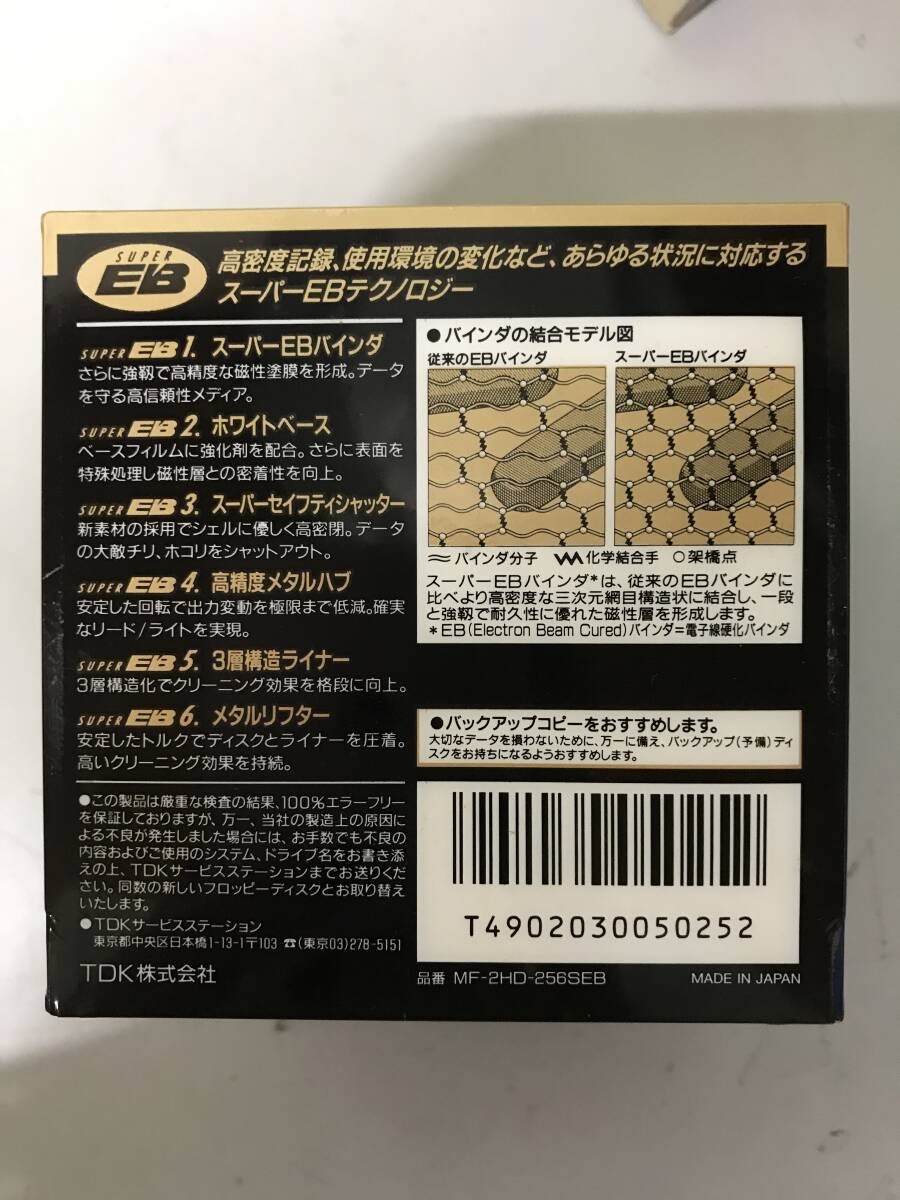 SUPER EB
高密度記録、使用環境の変化など、あらゆる状況に対応する
スーパーEBテクノロジー
SUPER EB 1. スーパーEBバインダ
さらに強靱で高精度な磁性塗膜を形成。データ
を守る高信頼性メディア。
SUPER EB 2. ホワイトベース
ベースフィルムに強化剤を配合。さらに表面を
特殊処理し磁性層との密着性を向上。
SUPER EB 3. スーパーセイフティシャッター
新素材の採用でシェルに優しく高密閉。データ
の大敵チリ、ホコリをシャットアウト。
SUPER EB 4. 高精度メタルハブ
安定した回転で出力変動を極限まで低減。確実
なリード/ライトを実現。
SUPER EB 5. 3層構造ライナー
3層構造化でクリーニング効果を格段に向上。
SUPER EB 6. メタルリフター
安定したトルクでディスクとライナーを圧着。
高いクリーニング効果を持続。
●この製品は厳重な検査の結果、100%エラーフリー
を保証しておりますが、万一、当社の製造上の原因に
よる不良が発生しました場合には、お手数でも不良の
内容およびご使用のシステム、ドライブ名をお書き添
えの上、TDKサービスステーションまでお送りくだ
さい。同数の新しいフロッピーディスクとお取り替え
いたします。
●TDKサービスステーション
東京都中央区日本橋1-13-1〒103 ☎(東京03)278-5151
TDK株式会社
●バインダの結合モデル図
従来のEBバインダ スーパーEBバインダ
バインダ分子 化学結合手 ○架橋点
スーパーEBバインダ*は、従来のEBバインダに
比べより高密度な三次元網目構造状に結合し、一段
と強靱で耐久性に優れた磁性層を形成します。
*EB(Electron Beam Cured)バインダ=電子線硬化バインダ
●バックアップコピーをおすすめします。
大切なデータを損わないために、万一に備え、バックアップ(予備)ディ
スクをお持ちになるようおすすめします。
T4902030050252
品番 MF-2HD-256SEB MADE IN JAPAN